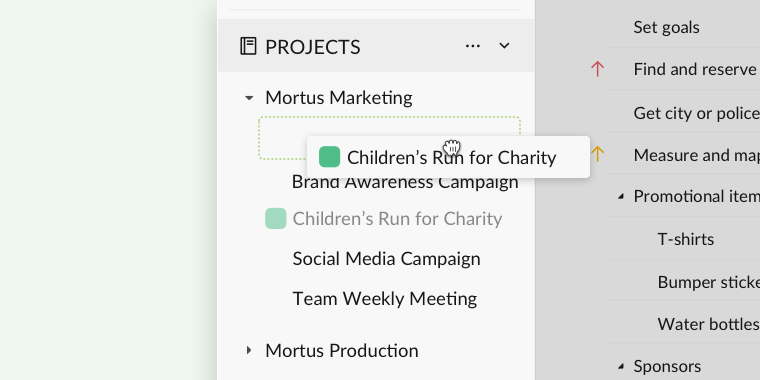 PROJECTS
Mortus Marketing
Children's Run for Charity
Brand Awareness Campaign
Children's Run for Charity
Social Media Campaign
Team Weekly Meeting
Mortus Production
Set goals
Find and reserve
Get city or police
Measure and map
Promotional item
T-shirts
Bumper sticke
Water bottles
Sponsors